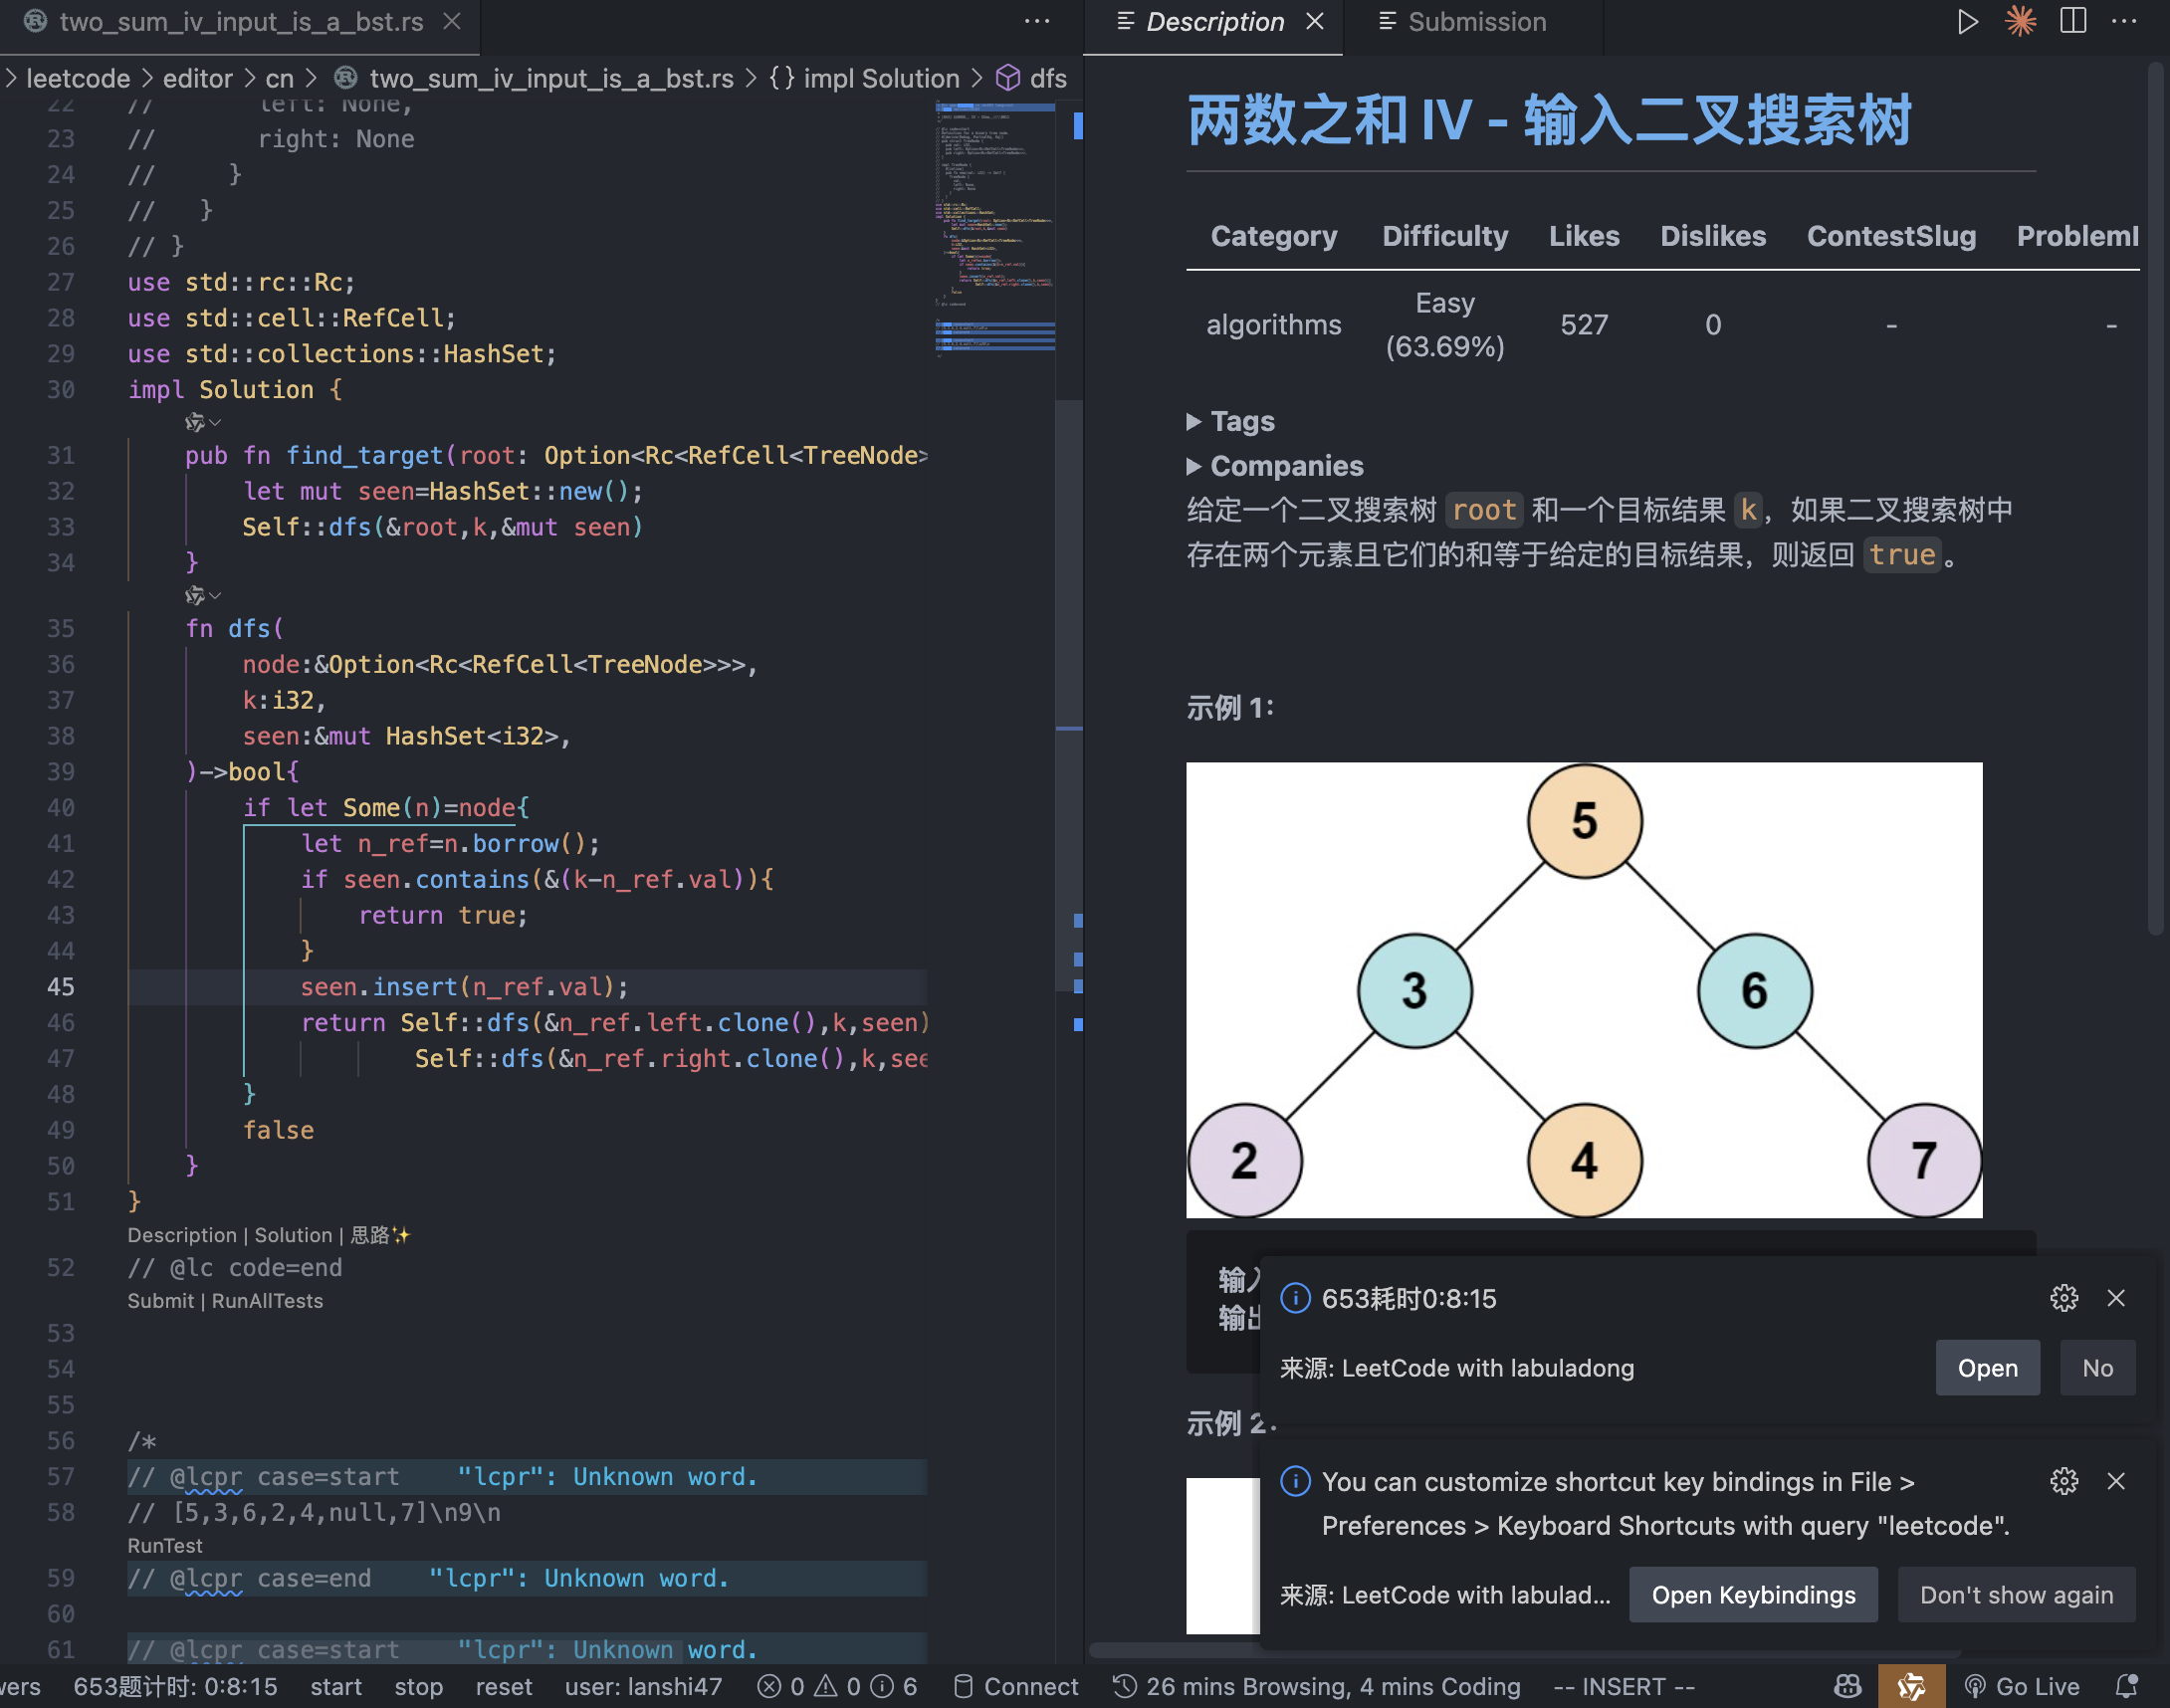 two_sum_iv_input_is_a_bst.rs
leetcode > editor > cn > two_sum_iv_input_is_a_bst.rs > {} impl Solution > dfs
22 // left: None,
23 // right: None
24 // }
25 // }
26 // }
27 use std::rc::Rc;
28 use std::cell::RefCell;
29 use std::collections::HashSet;
30 impl Solution {
31 pub fn find_target(root: Option<Rc<RefCell<TreeNode>
32 let mut seen=HashSet::new();
33 Self::dfs(&root,k,&mut seen)
34 }
35 fn dfs(
36 node:&Option<Rc<RefCell<TreeNode>>>,
37 k:i32,
38 seen:&mut HashSet<i32>,
39 )->bool{
40 if let Some(n)=node{
41 let n_ref=n.borrow();
42 if seen.contains(&(k-n_ref.val)){
43 return true;
44 }
45 seen.insert(n_ref.val);
46 return Self::dfs(&n_ref.left.clone(),k,seen)
47 Self::dfs(&n_ref.right.clone(),k,see
48 }
49 false
50 }
51 }
Description | Solution | 思路✨
52 // @lc code=end
Submit | RunAllTests
53
54
55
56 /*
57 // @lcpr case=start "lcpr": Unknown word.
58 // [5,3,6,2,4,null,7]\n9\n
RunTest
59 // @lcpr case=end "lcpr": Unknown word.
60
61 // @lcpr case=start "lcpr": Unknown word.
Description
Submission
两数之和 IV - 输入二叉搜索树
Category Difficulty Likes Dislikes ContestSlug ProblemI
algorithms Easy (63.69%) 527 0 - -
Tags
Companies
给定一个二叉搜索树 root 和一个目标结果 k，如果二叉搜索树中
存在两个元素且它们的和等于给定的目标结果，则返回 true。
示例 1：
5
3 6
2 4 7
输入
输出
示例 2：
653耗时0:8:15
来源: LeetCode with labuladong
Open No
You can customize shortcut key bindings in File >
Preferences > Keyboard Shortcuts with query "leetcode".
来源: LeetCode with labulad...
Open Keybindings Don't show again
vers 653题计时: 0:8:15 start stop reset user: lanshi47 0 0 6 Connect 26 mins Browsing, 4 mins Coding -- INSERT -- Go Live